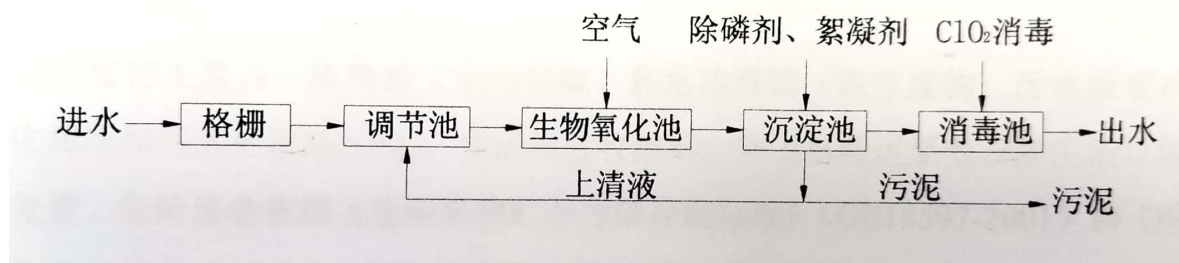 空气 除磷剂、絮凝剂 ClO₂消毒
进水 格栅 调节池 生物氧化池 沉淀池 消毒池 出水
上清液 污泥 污泥